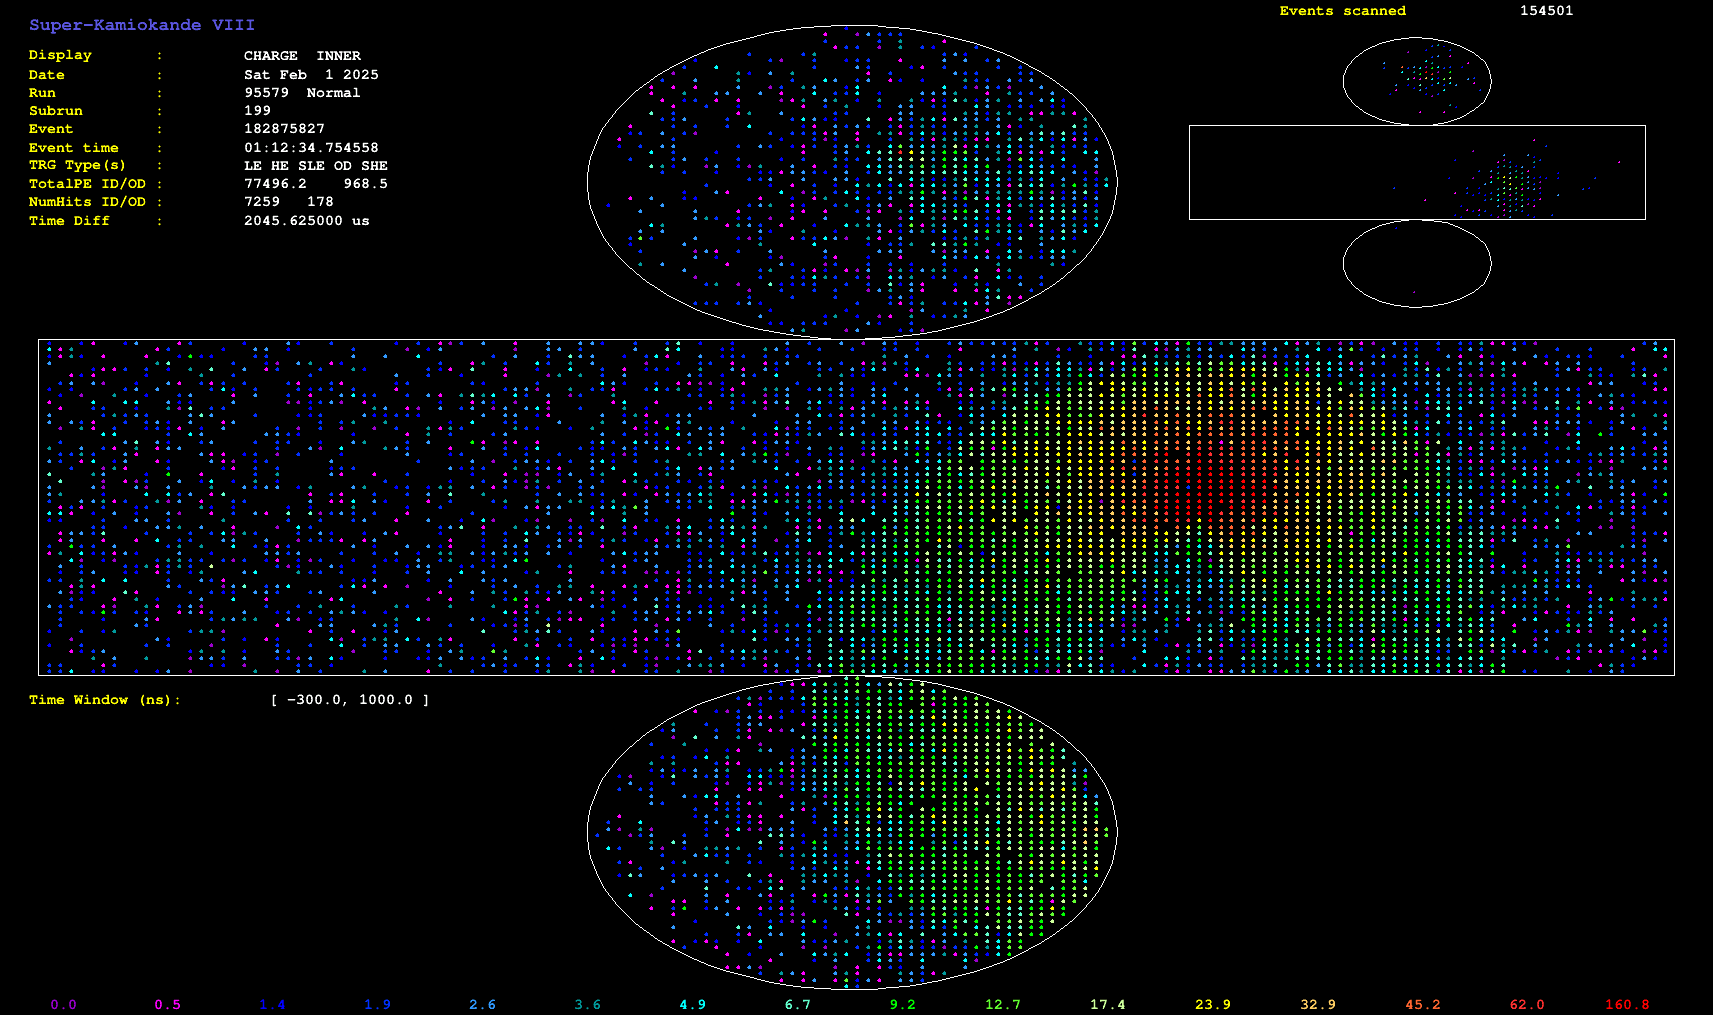 Super-Kamiokande VIII
Events scanned 154501
Display : CHARGE INNER
Date : Sat Feb 1 2025
Run : 95579 Normal
Subrun : 199
Event : 182875827
Event time : 01:12:34.754558
TRG Type(s) : LE HE SLE OD SHE
TotalPE ID/OD : 77496.2 968.5
NumHits ID/OD : 7259 178
Time Diff : 2045.625000 us
Time Window (ns): [ -300.0, 1000.0 ]
0.0 0.5 1.4 1.9 2.6 3.6 4.9 6.7 9.2 12.7 17.4 23.9 32.9 45.2 62.0 160.8